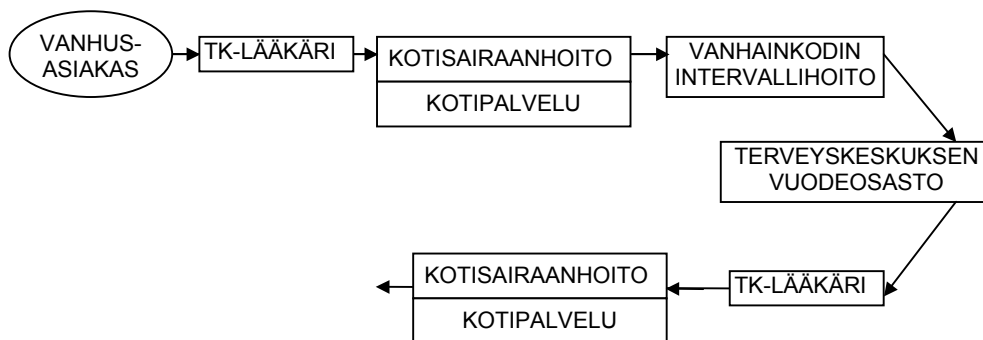 VANHUS-
ASIAKAS
TK-LÄÄKÄRI
KOTISAIRAANHOITO
KOTIPALVELU
VANHAINKODIN
INTERVALLIHOITO
TERVEYSKESKUKSEN
VUODEOSASTO
TK-LÄÄKÄRI
KOTISAIRAANHOITO
KOTIPALVELU